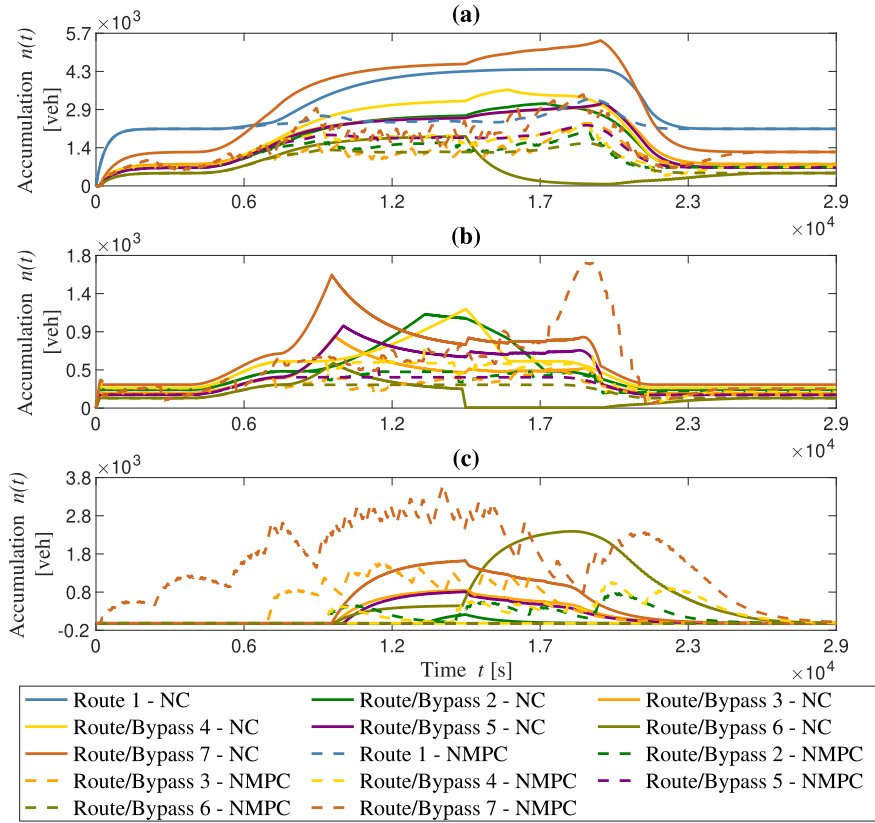 (a)
×10³
Accumulation n(t)
[veh]
5.7
4.3
2.9
1.4
0
0 0.6 1.2 1.7 2.3 2.9
×10⁴
(b)
×10³
Accumulation n(t)
[veh]
1.8
1.4
0.9
0.5
0
0 0.6 1.2 1.7 2.3 2.9
×10⁴
(c)
×10³
Accumulation n(t)
[veh]
3.8
2.8
1.8
0.8
-0.2
0 0.6 1.2 1.7 2.3 2.9
Time t [s]
×10⁴
Route 1 - NC Route/Bypass 2 - NC Route/Bypass 3 - NC
Route/Bypass 4 - NC Route/Bypass 5 - NC Route/Bypass 6 - NC
Route/Bypass 7 - NC Route 1 - NMPC Route/Bypass 2 - NMPC
Route/Bypass 3 - NMPC Route/Bypass 4 - NMPC Route/Bypass 5 - NMPC
Route/Bypass 6 - NMPC Route/Bypass 7 - NMPC